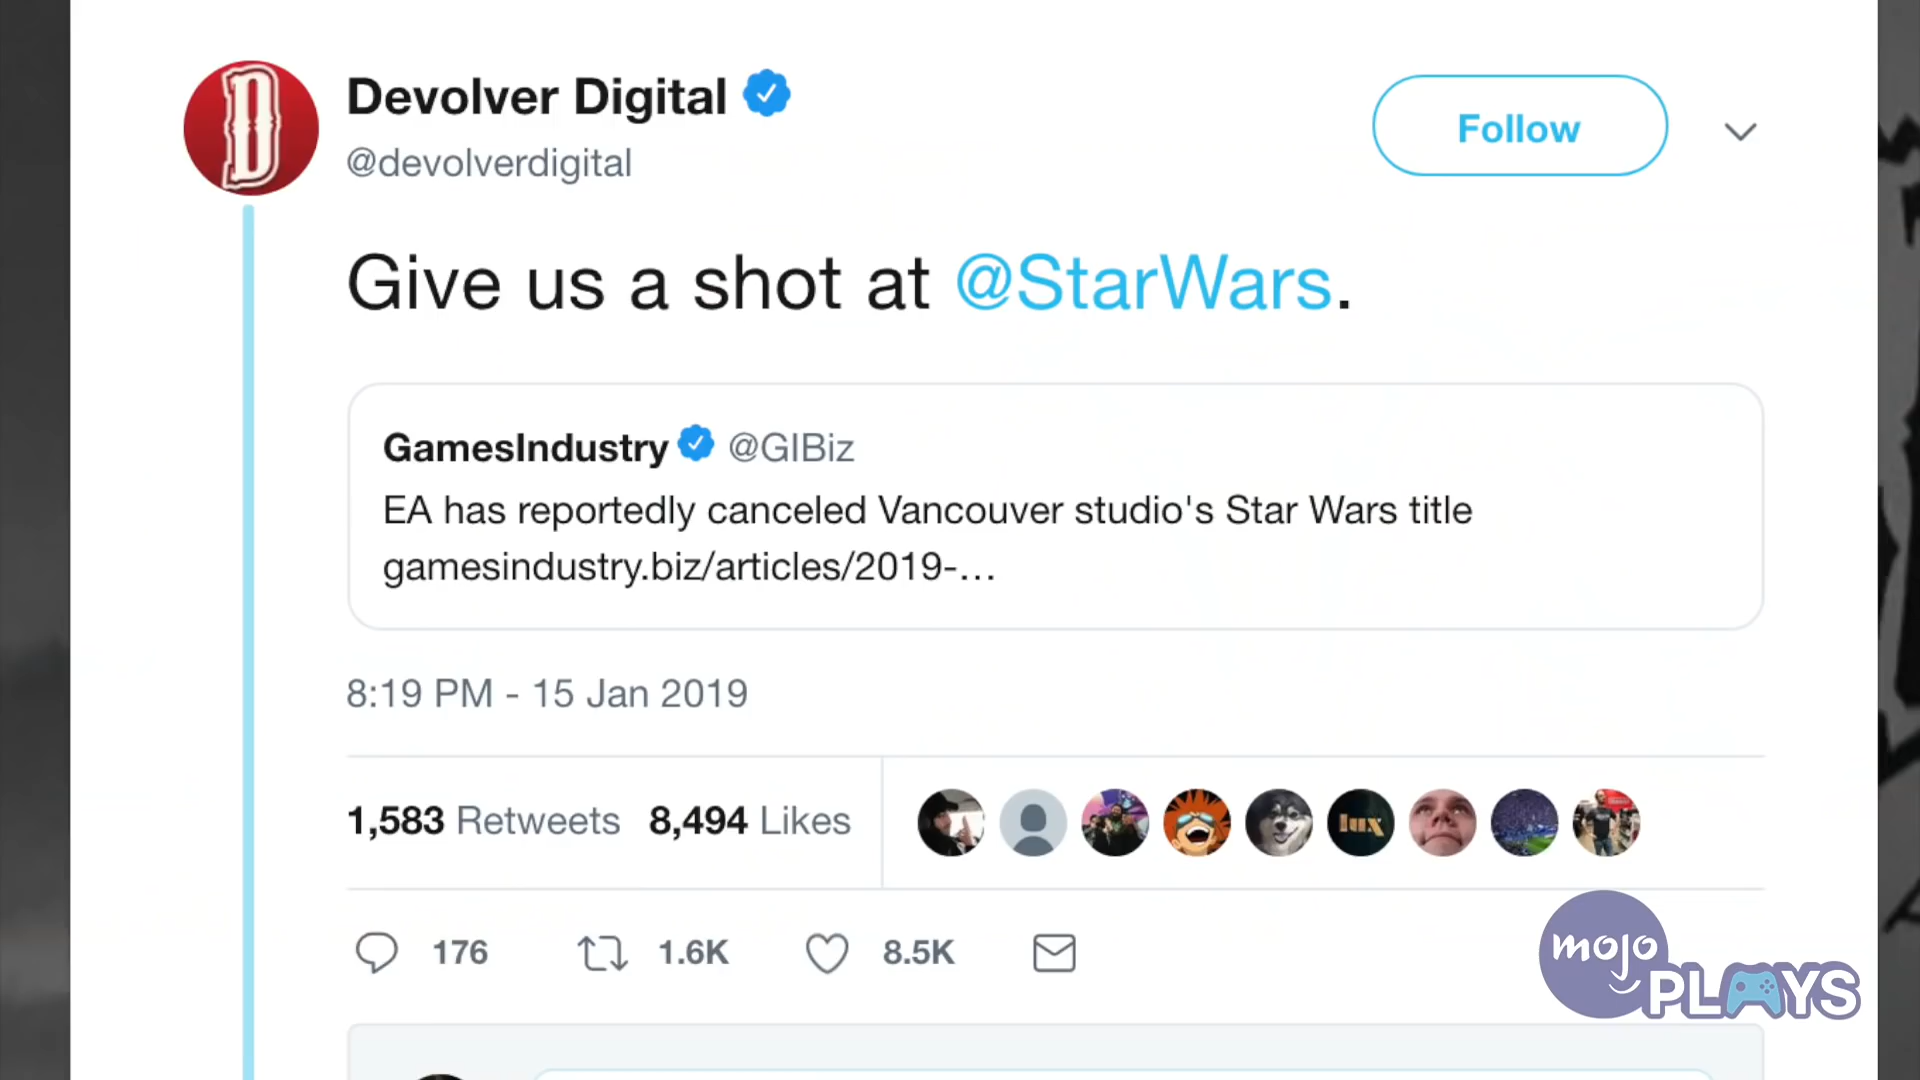 Devolver Digital
@devolverdigital
Follow
Give us a shot at @StarWars.
GamesIndustry @GIBiz
EA has reportedly canceled Vancouver studio's Star Wars title
gamesindustry.biz/articles/2019-…
8:19 PM - 15 Jan 2019
1,583 Retweets 8,494 Likes
lux
176 1.6K 8.5K
mojo
PLAYS